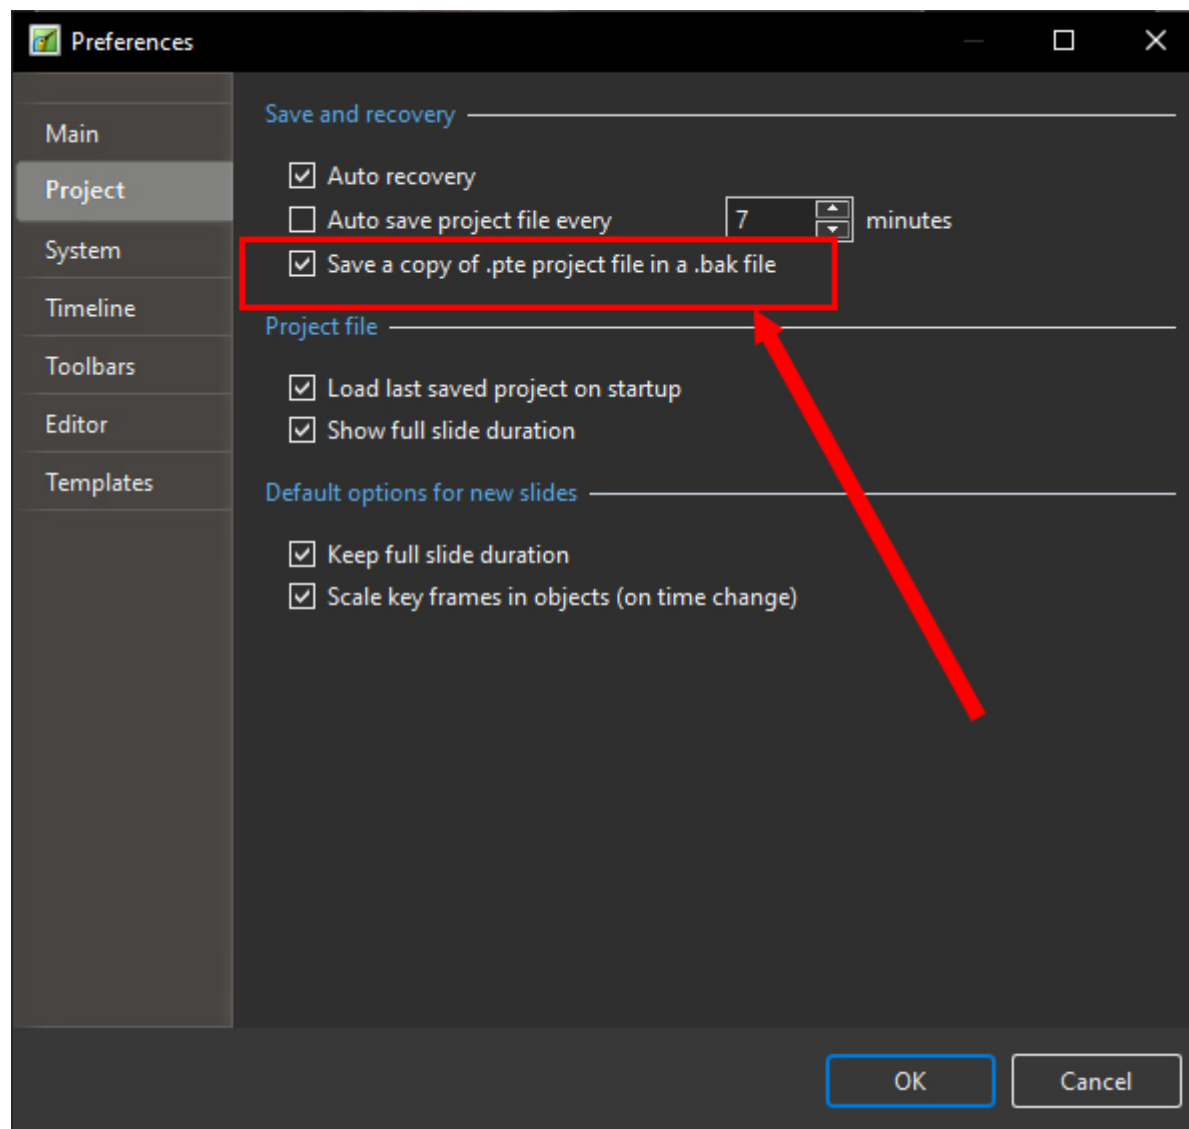 Preferences
Main
Project
System
Timeline
Toolbars
Editor
Templates
Save and recovery
Auto recovery
Auto save project file every 7 minutes
Save a copy of .pte project file in a .bak file
Project file
Load last saved project on startup
Show full slide duration
Default options for new slides
Keep full slide duration
Scale key frames in objects (on time change)
OK Cancel